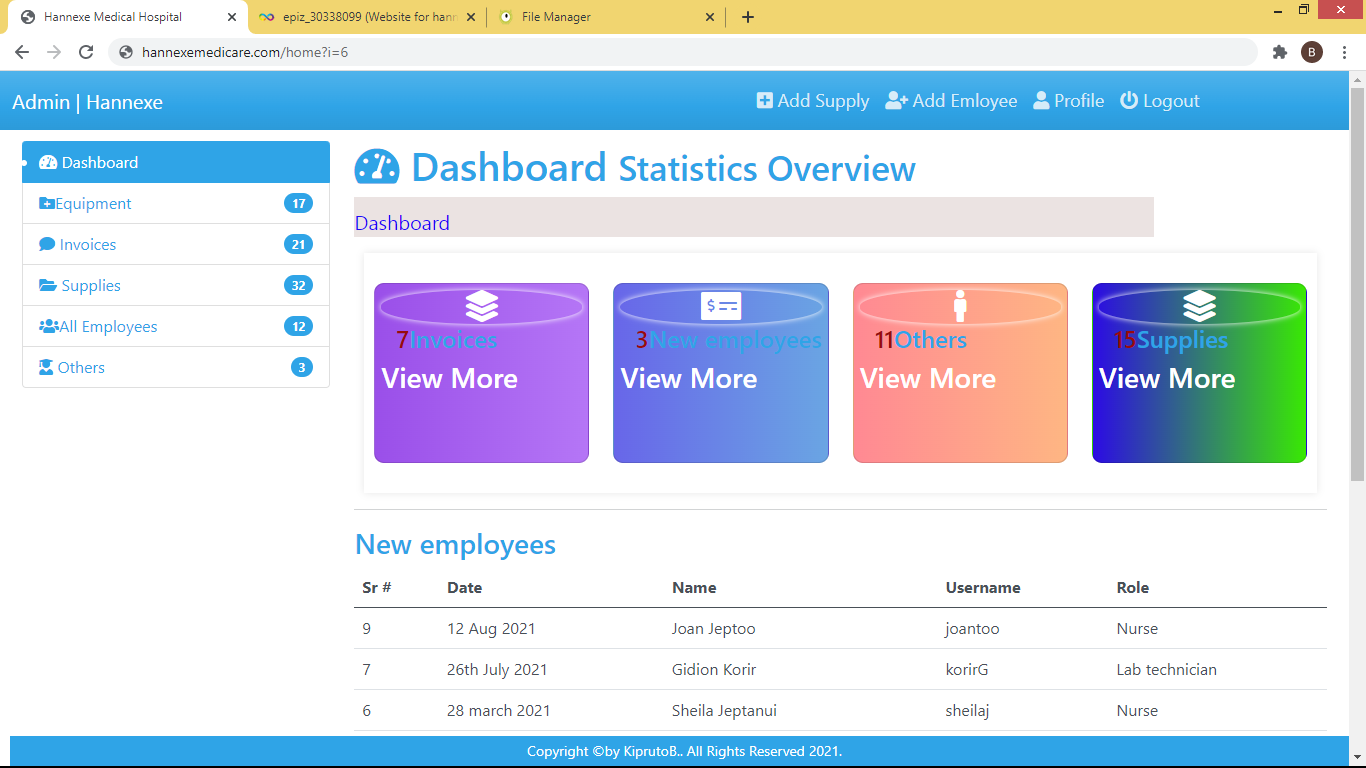 Hannexe Medical Hospital
epiz_30338099 (Website for hann
File Manager
hannexemedicare.com/home?i=6
B
Admin | Hannexe
Add Supply Add Emloyee Profile Logout
Dashboard
Equipment 17
Invoices 21
Supplies 32
All Employees 12
Others 3
Dashboard Statistics Overview
Dashboard
7Invoices
View More
3New employees
View More
11Others
View More
15Supplies
View More
New employees
Sr # Date Name Username Role
9 12 Aug 2021 Joan Jeptoo joantoo Nurse
7 26th July 2021 Gidion Korir korirG Lab technician
6 28 march 2021 Sheila Jeptanui sheilaj Nurse
Copyright ©by KiprutoB.. All Rights Reserved 2021.